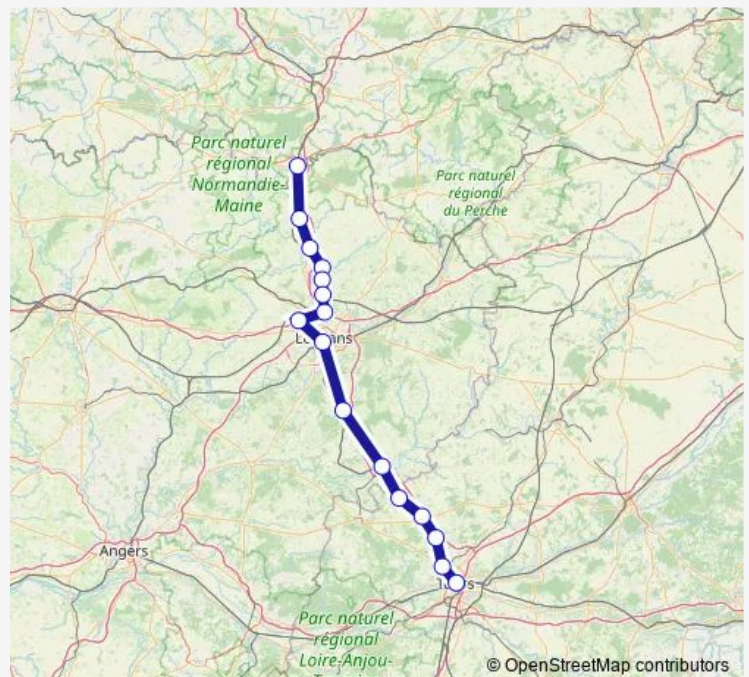 Parc naturel
régional
Normandie-
Maine
Parc naturel
régional
du Perche
Angers
Parc naturel
régional
Loire-Anjou-
© OpenStreetMap contributors